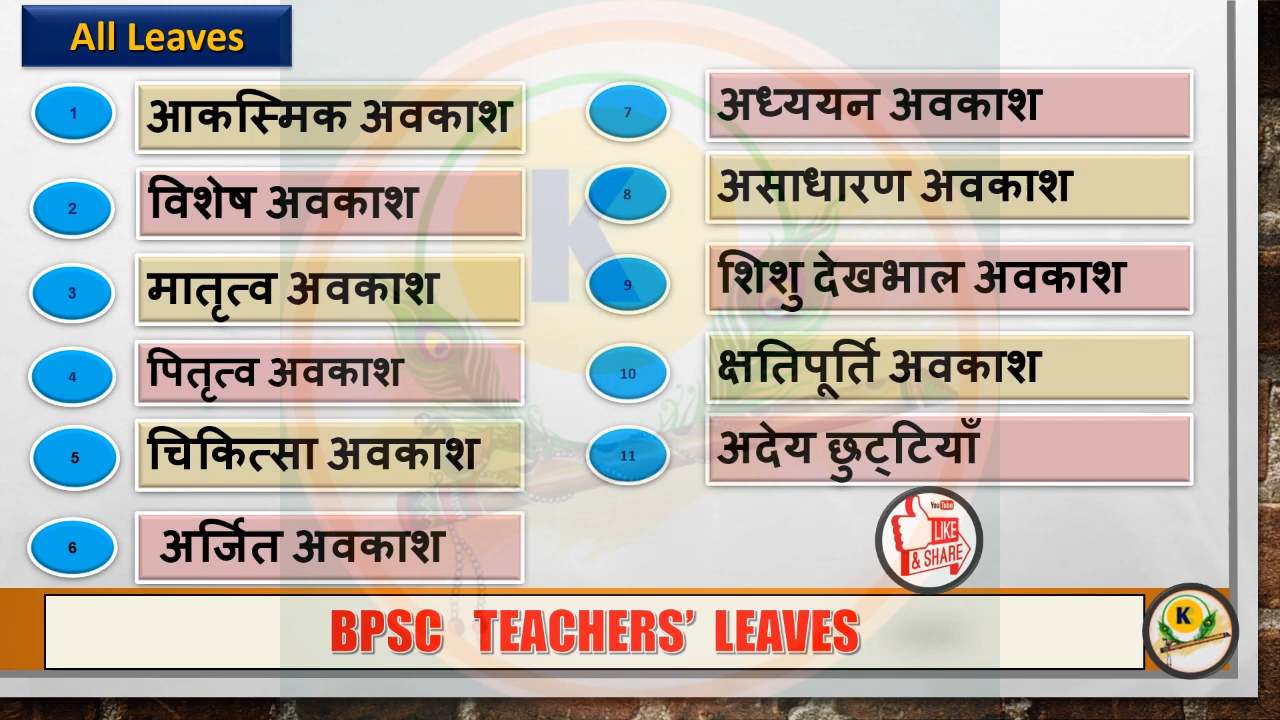 All Leaves
1
आकस्मिक अवकाश
2
विशेष अवकाश
3
मातृत्व अवकाश
4
पितृत्व अवकाश
5
चिकित्सा अवकाश
6
अर्जित अवकाश
7
अध्ययन अवकाश
8
असाधारण अवकाश
9
शिशु देखभाल अवकाश
10
क्षतिपूर्ति अवकाश
11
अदेय छुट्टियाँ
K
YouTube
LIKE
& SHARE
BPSC TEACHERS’ LEAVES
K